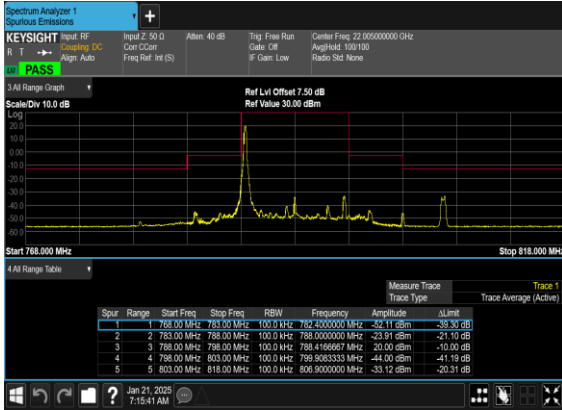 Spectrum Analyzer 1
Spurious Emissions
+
KEYSIGHT Input: RF Input Z: 50 Ω Atten: 40 dB Trig: Free Run Center Freq: 22.005000000 GHz
R T Coupling: DC Corr CCorr Gate: Off Avg|Hold: 100/100
Align: Auto Freq Ref: Int (S) IF Gain: Low Radio Std: None
PASS
3 All Range Graph
Ref Lvl Offset 7.50 dB
Scale/Div 10.0 dB Ref Value 30.00 dBm
Log
20.0
10.0
0.00
-10.0
-20.0
-30.0
-40.0
-50.0
-60.0
Start 768.000 MHz Stop 818.000 MHz
4 All Range Table
Measure Trace Trace 1
Trace Type Trace Average (Active)
Spur Range Start Freq Stop Freq RBW Frequency Amplitude ΔLimit
1 1 768.00 MHz 783.00 MHz 100.0 kHz 782.4000000 MHz -52.11 dBm -39.30 dB
2 2 783.00 MHz 788.00 MHz 100.0 kHz 788.0000000 MHz -23.91 dBm -21.10 dB
3 3 788.00 MHz 798.00 MHz 100.0 kHz 788.4166667 MHz 20.00 dBm -10.00 dB
4 4 798.00 MHz 803.00 MHz 100.0 kHz 799.9083333 MHz -44.00 dBm -41.19 dB
5 5 803.00 MHz 818.00 MHz 100.0 kHz 806.9000000 MHz -33.12 dBm -20.31 dB
?
Jan 21, 2025
7:15:41 AM